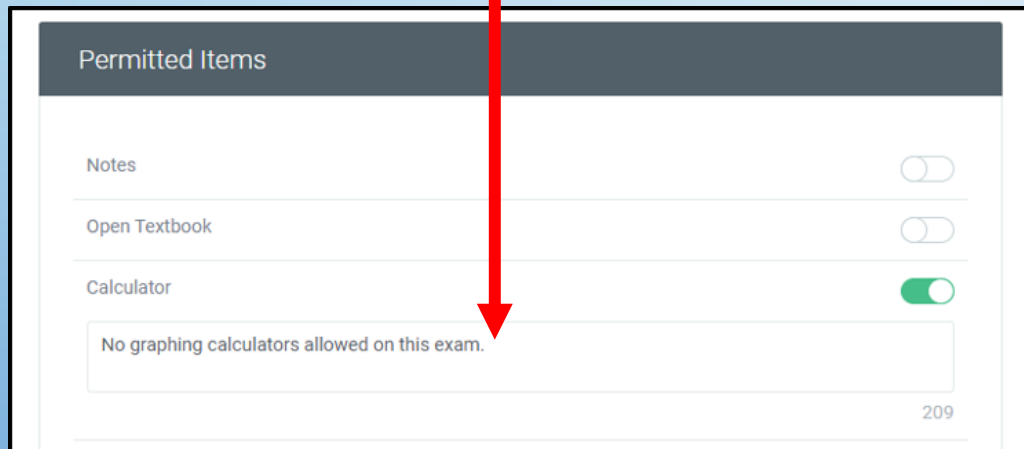 Permitted Items
Notes
Open Textbook
Calculator
No graphing calculators allowed on this exam.
209